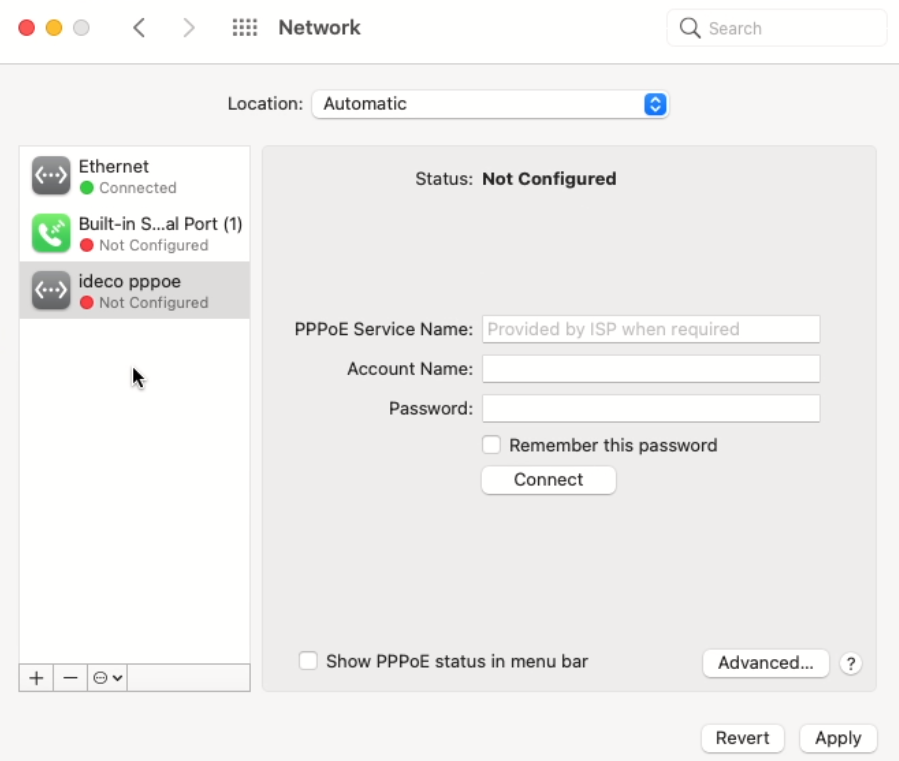 Network
Search
Location: Automatic
Ethernet
Connected
Built-in S...al Port (1)
Not Configured
ideco pppoe
Not Configured
Status: Not Configured
PPPoE Service Name: Provided by ISP when required
Account Name:
Password:
Remember this password
Connect
Show PPPoE status in menu bar
Advanced... ?
Revert Apply